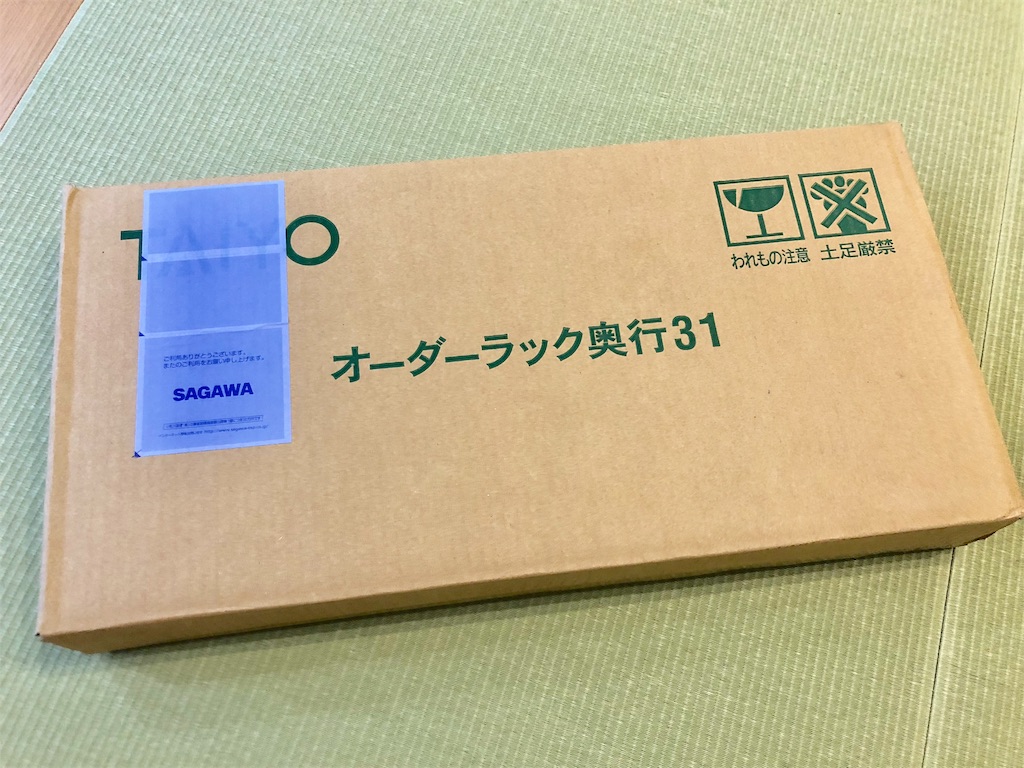 TAIYO
われもの注意
土足厳禁
オーダーラック奥行31
ご利用ありがとうございます。
またのご利用をお願い申し上げます。
SAGAWA